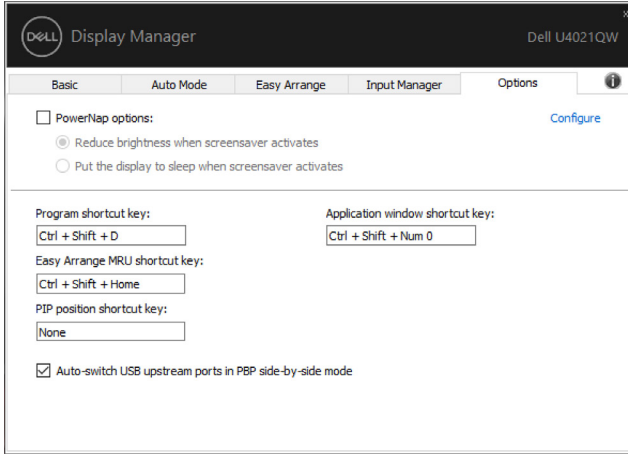 DELL Display Manager
Dell U4021QW
x
Basic
Auto Mode
Easy Arrange
Input Manager
Options
i
PowerNap options:
Configure
Reduce brightness when screensaver activates
Put the display to sleep when screensaver activates
Program shortcut key:
Application window shortcut key:
Ctrl + Shift + D
Ctrl + Shift + Num 0
Easy Arrange MRU shortcut key:
Ctrl + Shift + Home
PIP position shortcut key:
None
Auto-switch USB upstream ports in PBP side-by-side mode